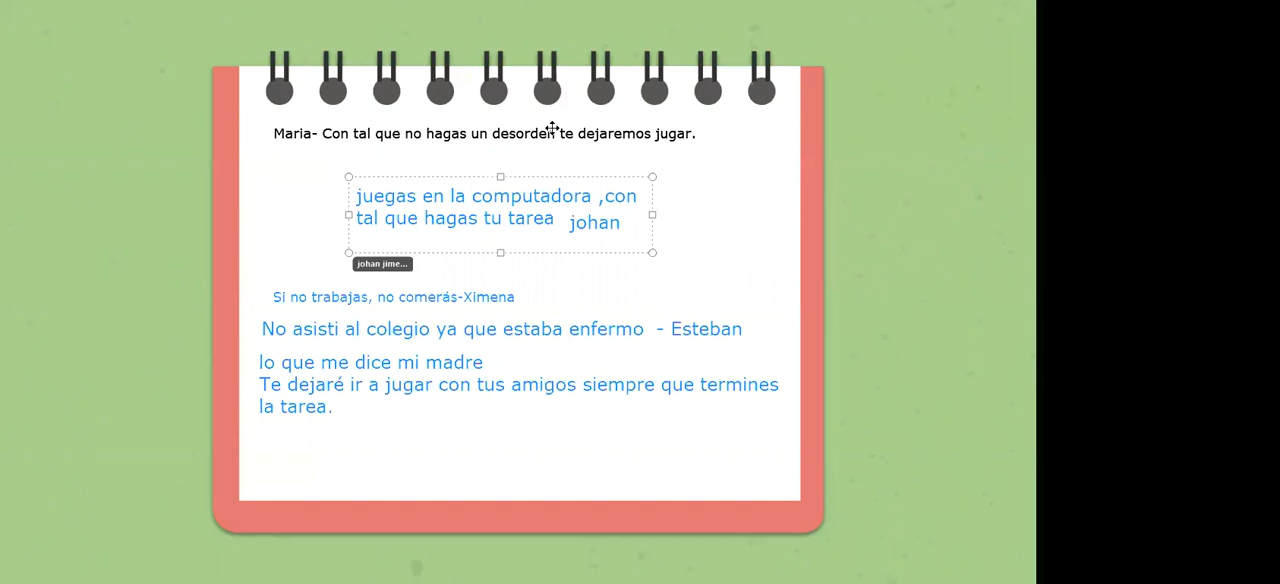 Maria- Con tal que no hagas un desorden te dejaremos jugar.
juegas en la computadora ,con
tal que hagas tu tarea johan
johan jime...
Si no trabajas, no comerás-Ximena
No asisti al colegio ya que estaba enfermo - Esteban
lo que me dice mi madre
Te dejaré ir a jugar con tus amigos siempre que termines
la tarea.